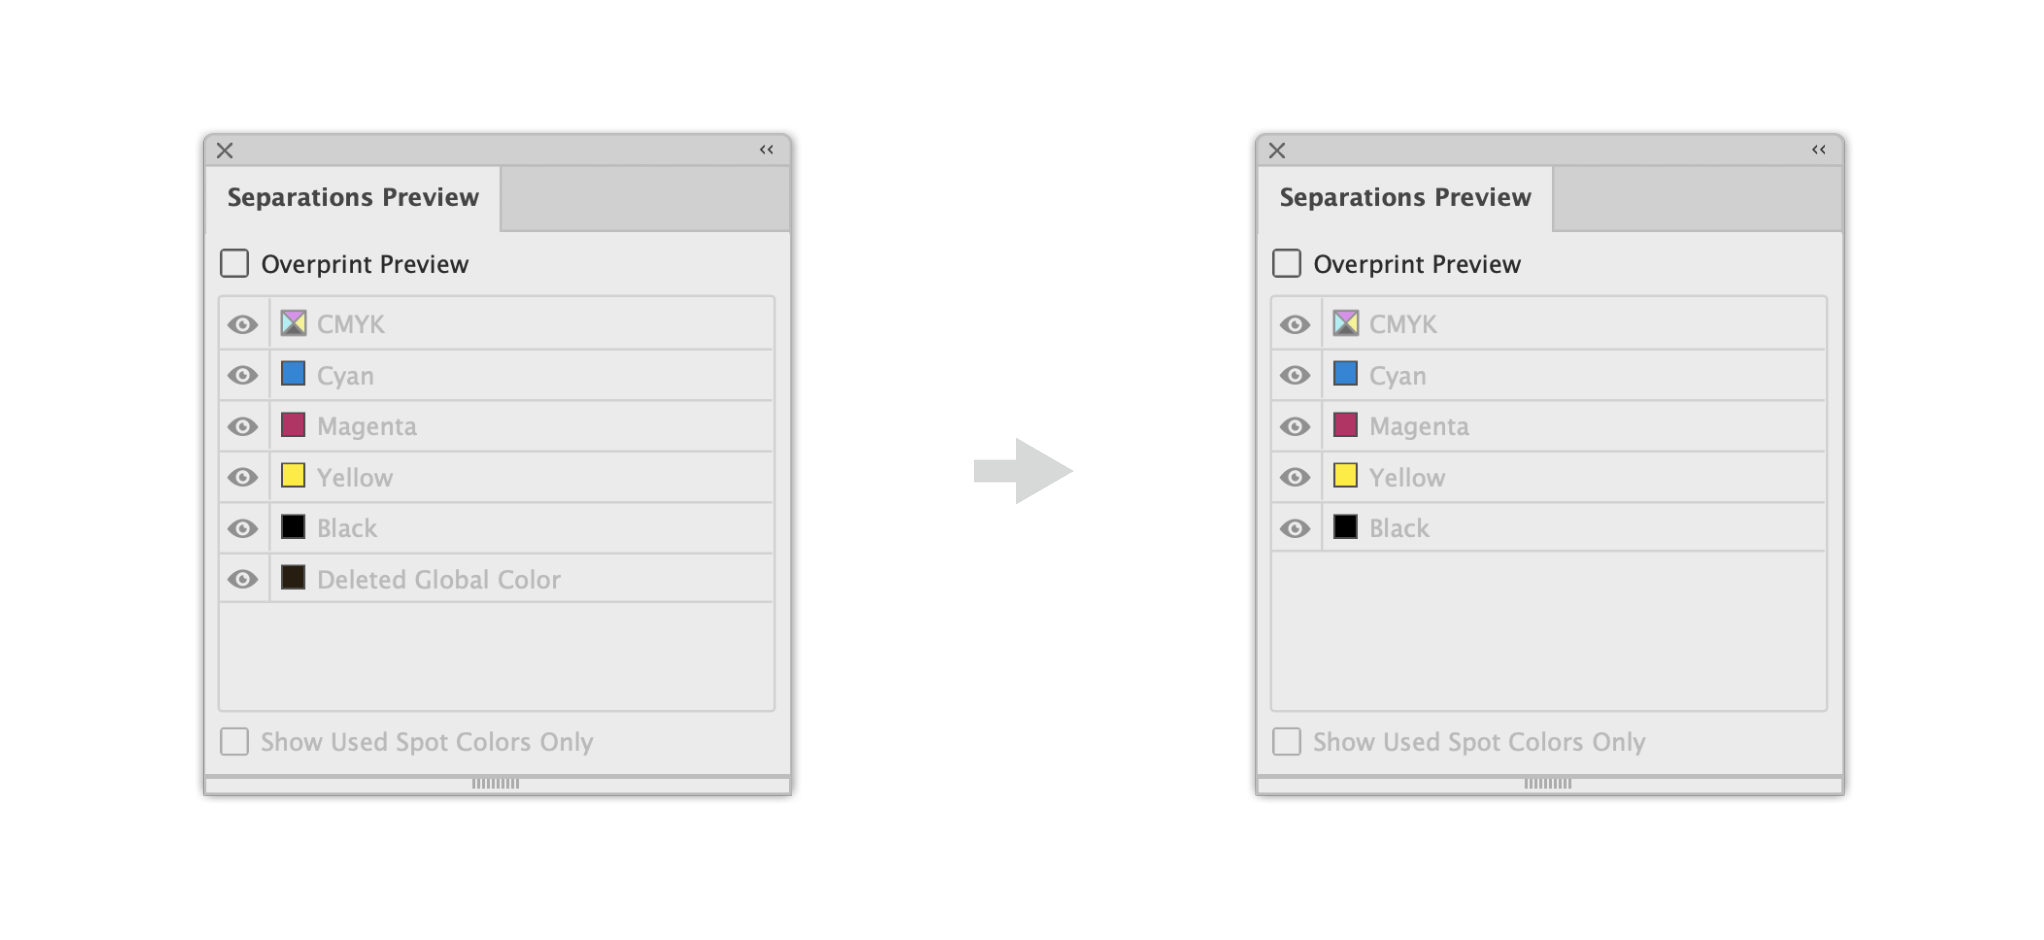 Separations Preview
Overprint Preview
CMYK
Cyan
Magenta
Yellow
Black
Deleted Global Color
Show Used Spot Colors Only
Separations Preview
Overprint Preview
CMYK
Cyan
Magenta
Yellow
Black
Show Used Spot Colors Only